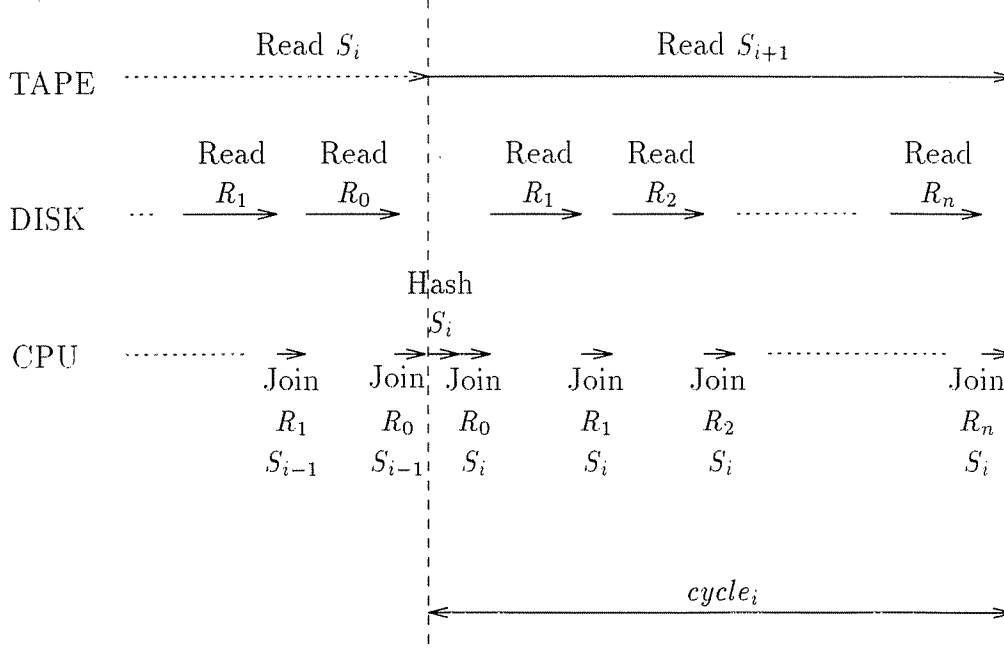 Read S_i Read S_{i+1}
TAPE
Read Read Read Read Read
R_1 R_0 R_1 R_2 R_n
DISK ... ..........
Hash
S_i
CPU
Join Join Join Join Join Join
R_1 R_0 R_0 R_1 R_2 R_n
S_{i-1} S_{i-1} S_i S_i S_i S_i
cycle_i